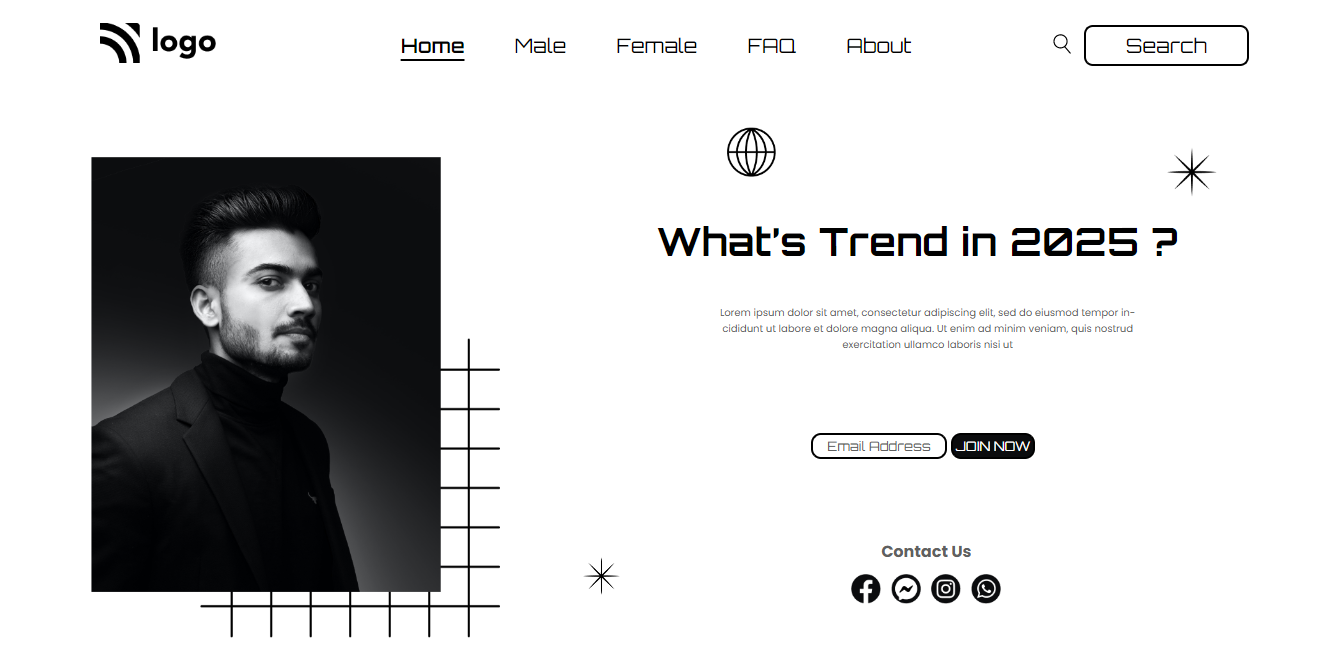 logo
Home
Male
Female
FAQ
About
Search
What's Trend in 2025 ?
Lorem ipsum dolor sit amet, consectetur adipiscing elit, sed do eiusmod tempor in-
cididunt ut labore et dolore magna aliqua. Ut enim ad minim veniam, quis nostrud
exercitation ullamco laboris nisi ut
Email Address
JOIN NOW
Contact Us